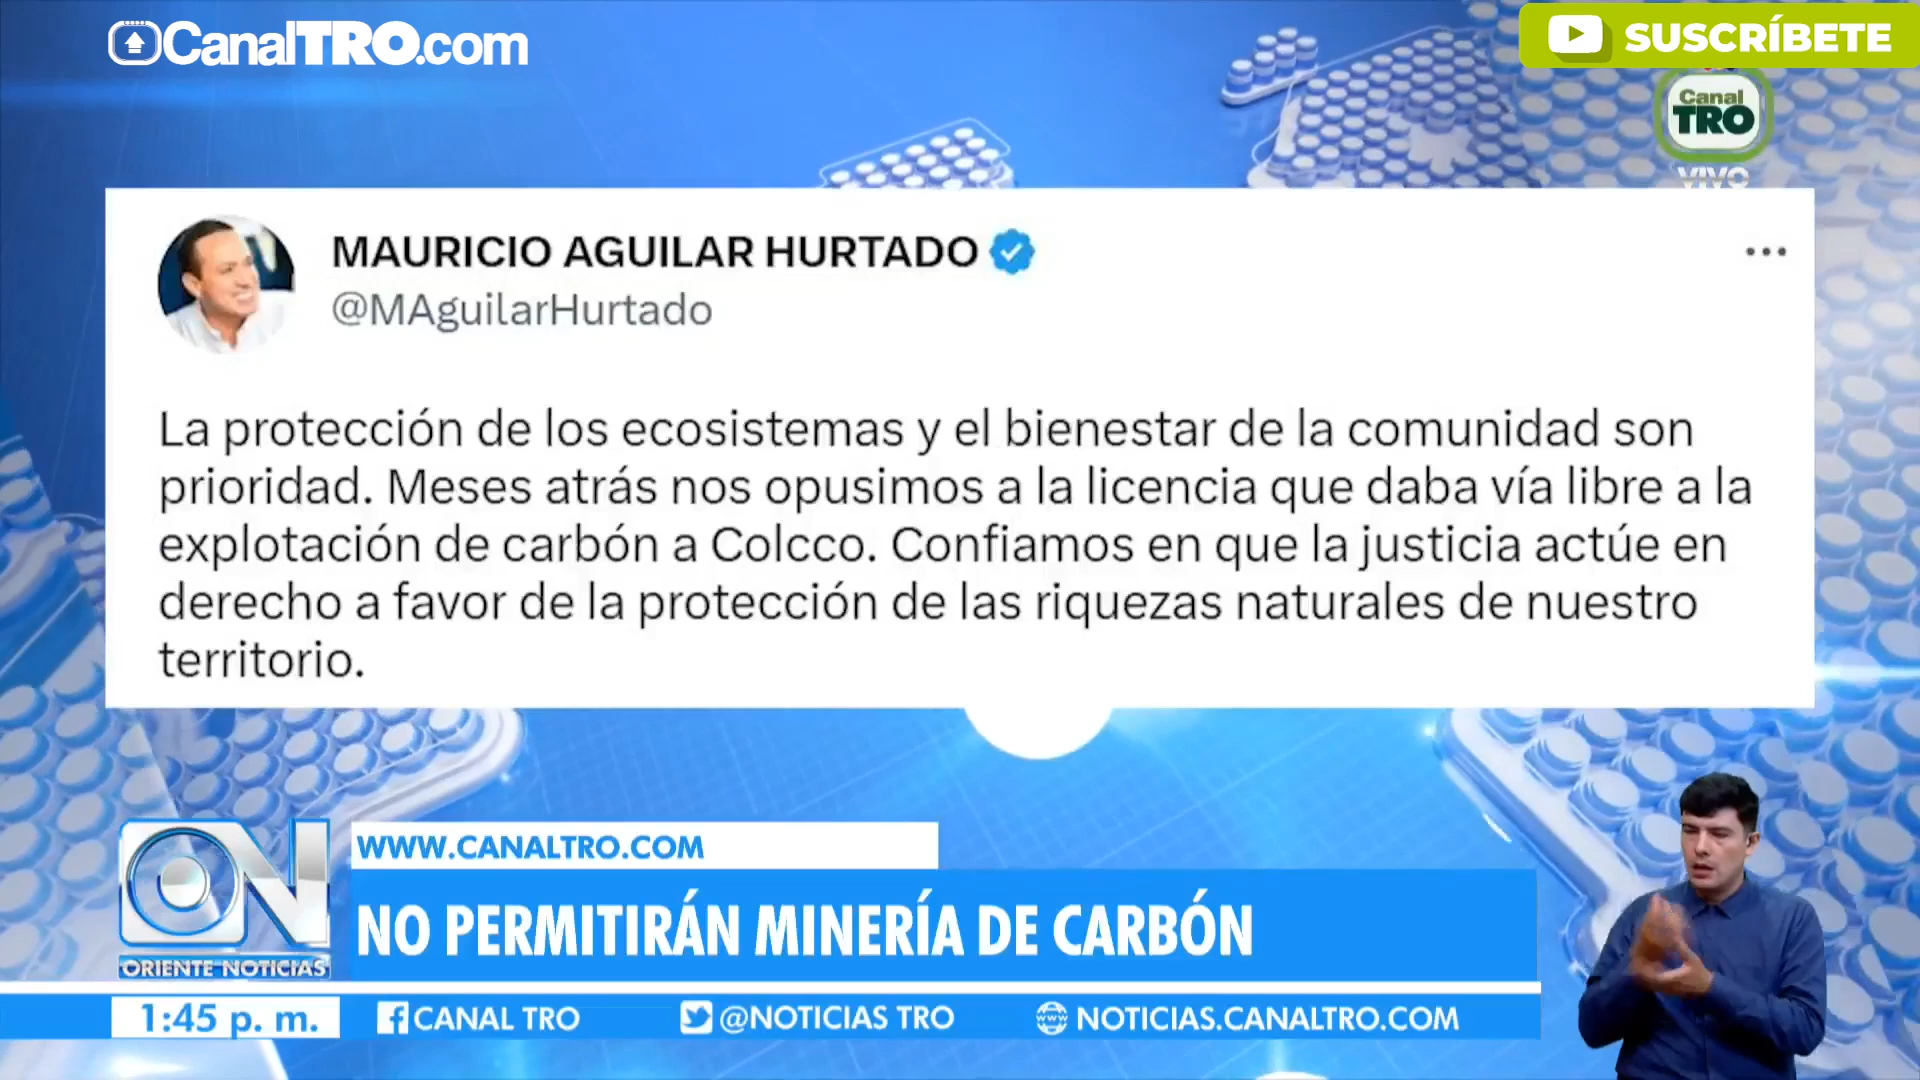 CanalTRO.com
SUSCRÍBETE
Canal
TRO
VIVO
MAURICIO AGUILAR HURTADO
@MAguilarHurtado
La protección de los ecosistemas y el bienestar de la comunidad son
prioridad. Meses atrás nos opusimos a la licencia que daba vía libre a la
explotación de carbón a Colcco. Confiamos en que la justicia actúe en
derecho a favor de la protección de las riquezas naturales de nuestro
territorio.
ON
ORIENTE NOTICIAS
WWW.CANALTRO.COM
NO PERMITIRÁN MINERÍA DE CARBÓN
1:45 p. m.
CANAL TRO
@NOTICIAS TRO
NOTICIAS.CANALTRO.COM